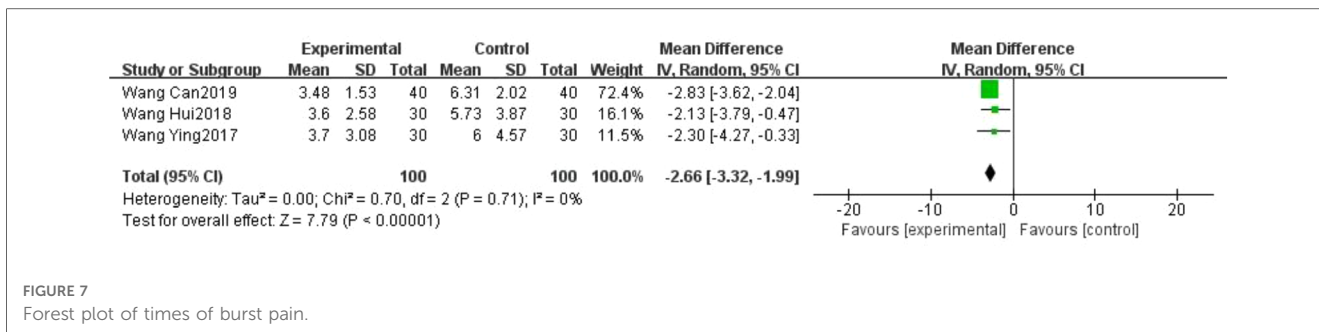 Experimental Control Mean Difference Mean Difference
Study or Subgroup Mean SD Total Mean SD Total Weight IV, Random, 95% CI IV, Random, 95% CI
Wang Can2019 3.48 1.53 40 6.31 2.02 40 72.4% -2.83 [-3.62, -2.04]
Wang Hui2018 3.6 2.58 30 5.73 3.87 30 16.1% -2.13 [-3.79, -0.47]
Wang Ying2017 3.7 3.08 30 6 4.57 30 11.5% -2.30 [-4.27, -0.33]
Total (95% CI) 100 100 100.0% -2.66 [-3.32, -1.99]
Heterogeneity: Tau² = 0.00; Chi² = 0.70, df = 2 (P = 0.71); I² = 0%
Test for overall effect: Z = 7.79 (P < 0.00001)
-20 -10 0 10 20
Favours [experimental] Favours [control]
FIGURE 7
Forest plot of times of burst pain.